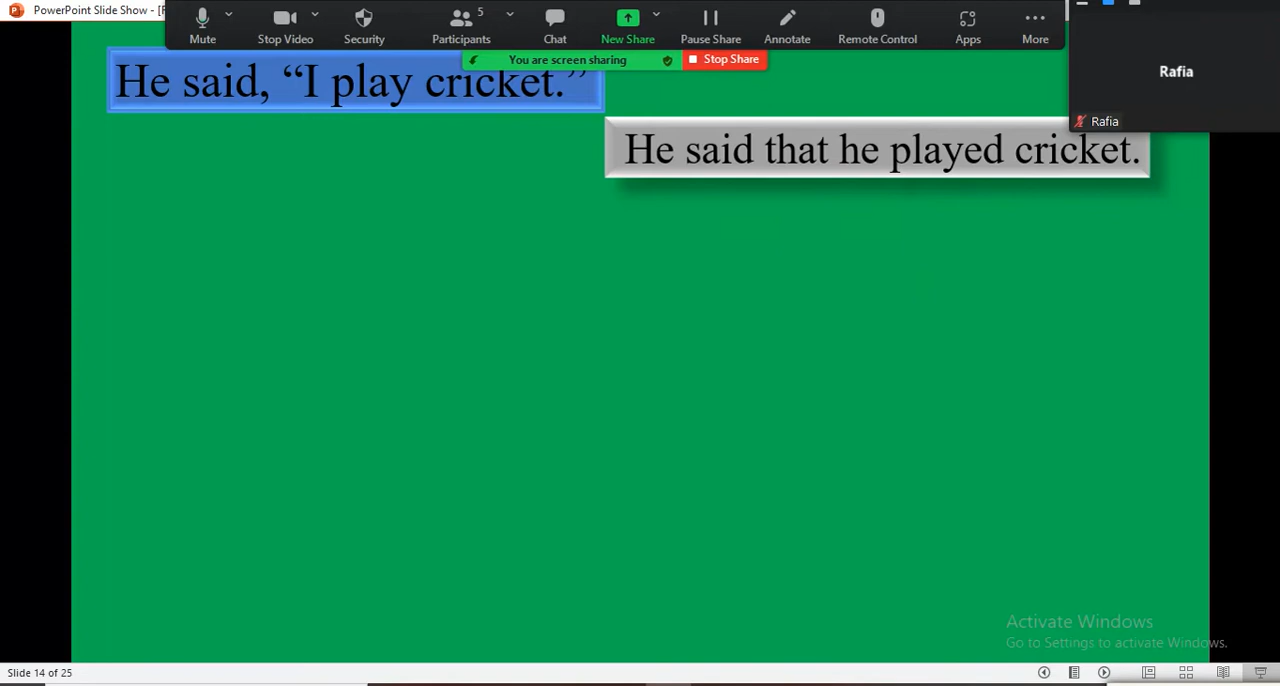 PowerPoint Slide Show - [F
Mute
Stop Video
Security
Participants
5
Chat
New Share
Pause Share
Annotate
Remote Control
Apps
More
You are screen sharing
Stop Share
Rafia
Rafia
He said, “I play cricket.”
He said that he played cricket.
Activate Windows
Go to Settings to activate Windows.
Slide 14 of 25